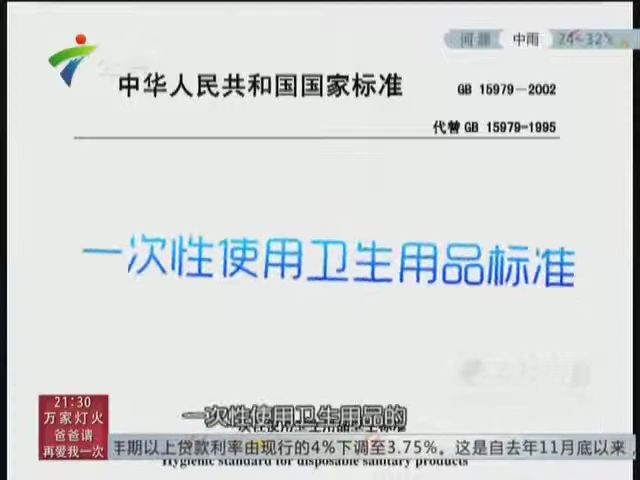 中雨
24~32℃
中华人民共和国国家标准
GB 15979-2002
代替 GB 15979-1995
一次性使用卫生用品标准
一次性使用卫生用品的
21:30
万家灯火
爸爸请
再爱我一次
年期以上贷款利率由现行的4%下调至3.75%。这是自去年11月底以来，
Hygienic standard for disposable sanitary products